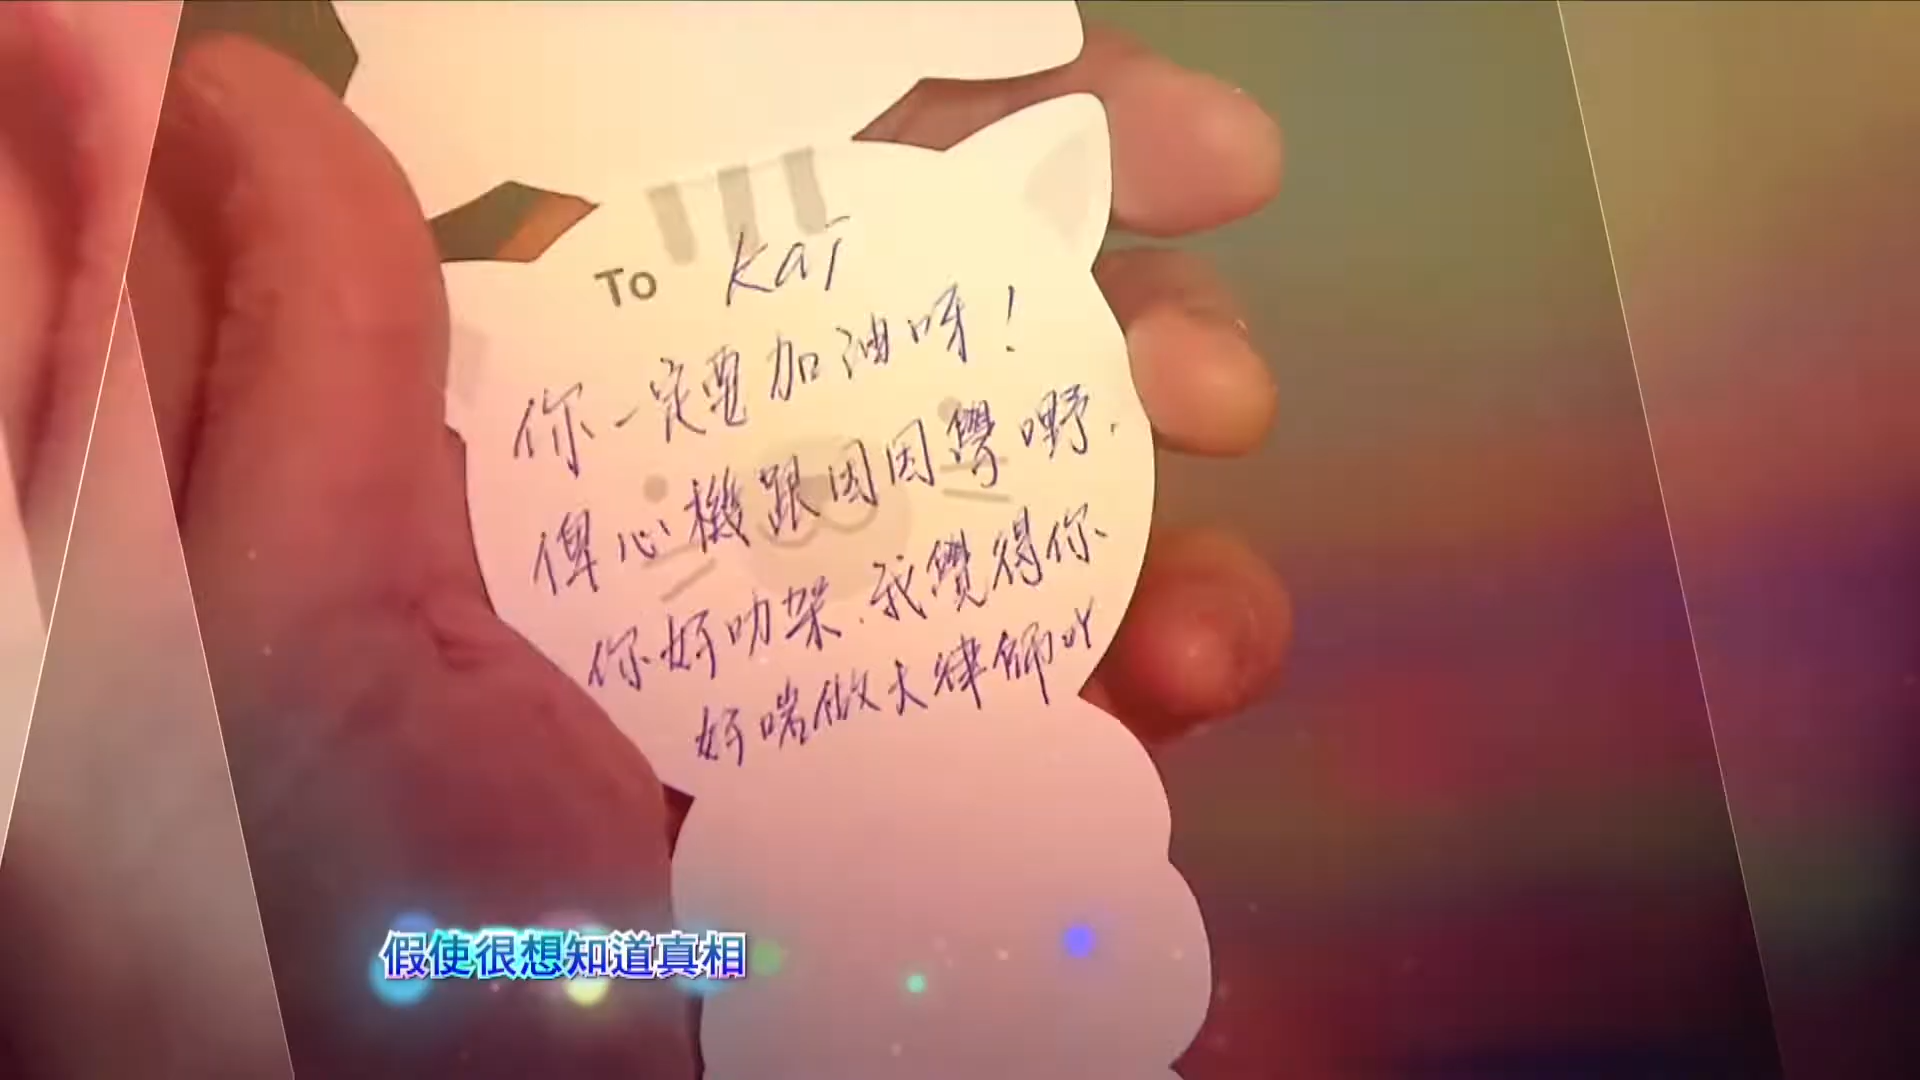 To Kai
你一定要加油呀！
俾心機跟因因學嘢，
你好叻架，我覺得你
好啱做大律師吖
假使很想知道真相